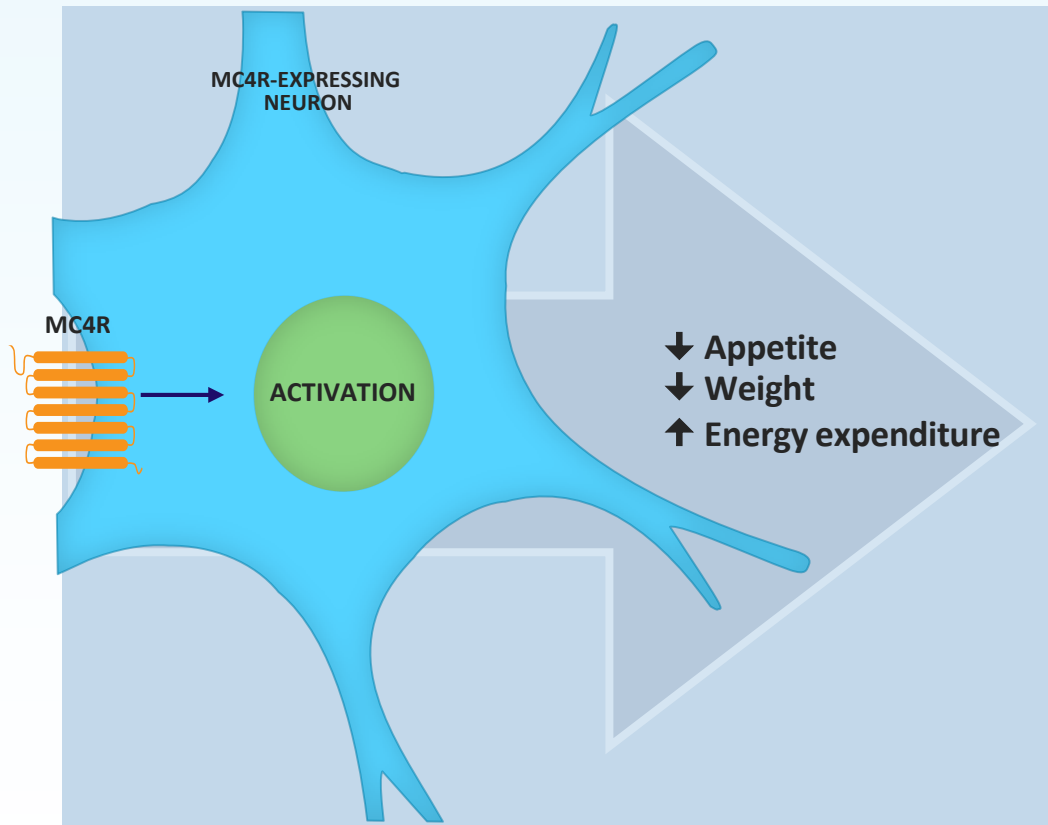 MC4R-EXPRESSING
NEURON
MC4R
ACTIVATION
↓ Appetite
↓ Weight
↑ Energy expenditure